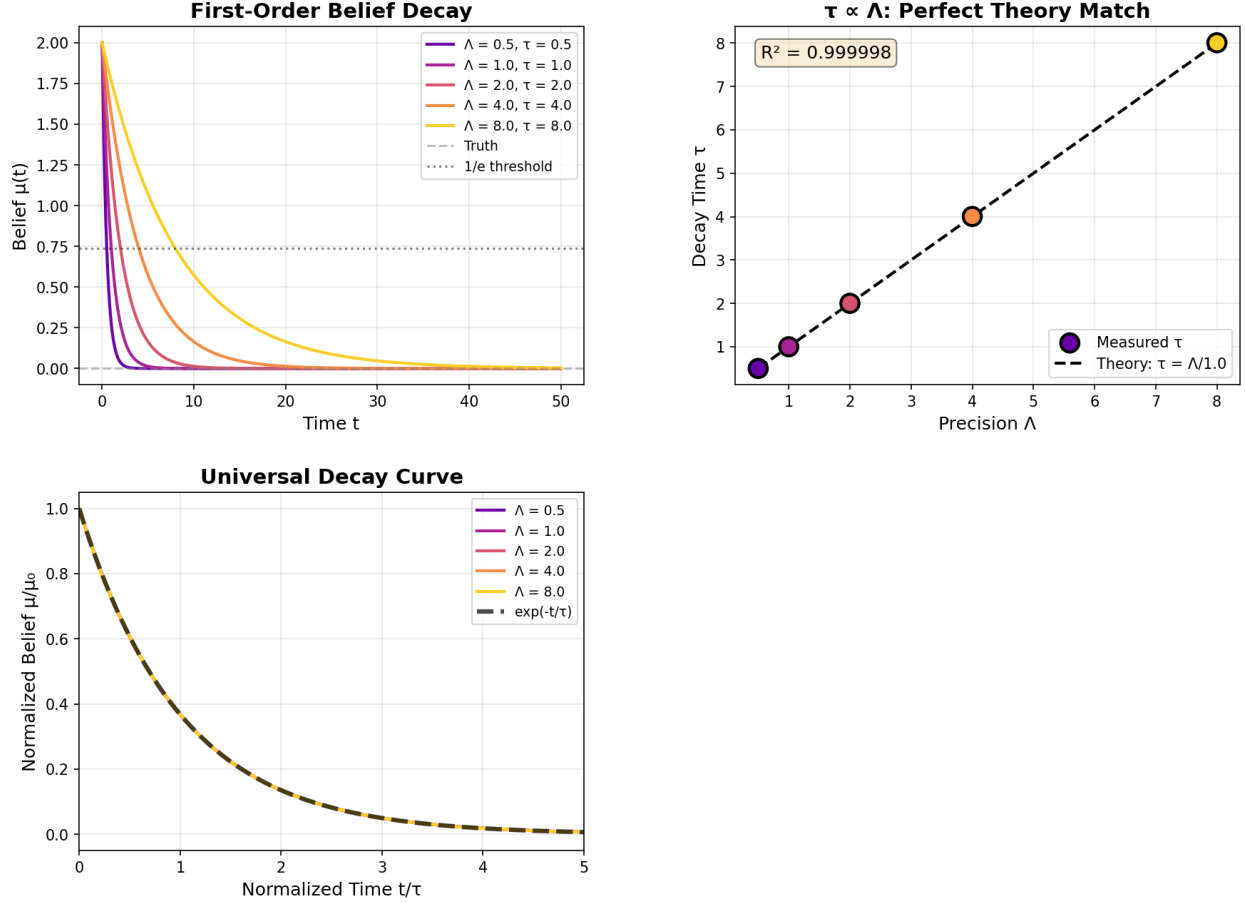 First-Order Belief Decay
2.00
1.75
1.50
1.25
1.00
0.75
0.50
0.25
0.00
Belief μ(t)
Λ = 0.5, τ = 0.5
Λ = 1.0, τ = 1.0
Λ = 2.0, τ = 2.0
Λ = 4.0, τ = 4.0
Λ = 8.0, τ = 8.0
Truth
1/e threshold
0 10 20 30 40 50
Time t
τ ∝ Λ: Perfect Theory Match
R² = 0.999998
8
7
6
5
4
3
2
1
Decay Time τ
Measured τ
Theory: τ = Λ/1.0
1 2 3 4 5 6 7 8
Precision Λ
Universal Decay Curve
1.0
0.8
0.6
0.4
0.2
0.0
Normalized Belief μ/μ₀
Λ = 0.5
Λ = 1.0
Λ = 2.0
Λ = 4.0
Λ = 8.0
exp(-t/τ)
0 1 2 3 4 5
Normalized Time t/τ